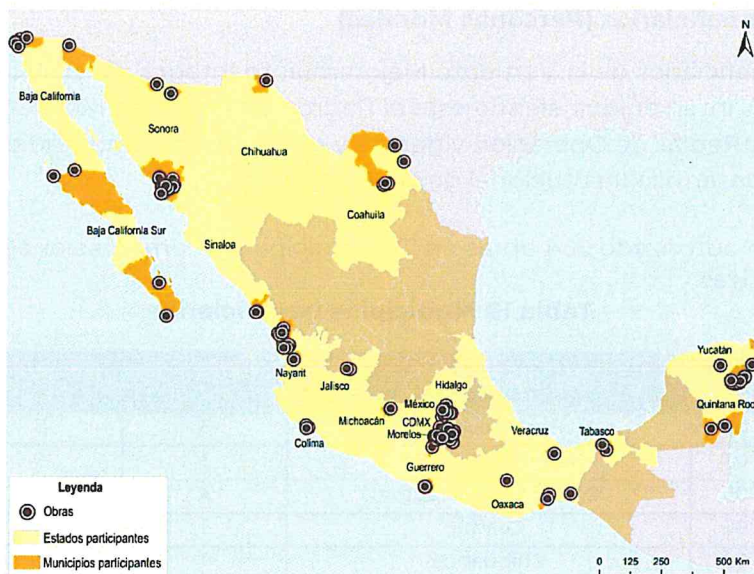 N
Baja California
Sonora
Chihuahua
Coahuila
Baja California Sur
Sinaloa
Nayarit
Jalisco
Hidalgo
México
CDMX
Michoacán
Morelos
Colima
Guerrero
Veracruz
Tabasco
Oaxaca
Yucatán
Quintana Roo
Leyenda
Obras
Estados participantes
Municipios participantes
0 125 250 500 Km